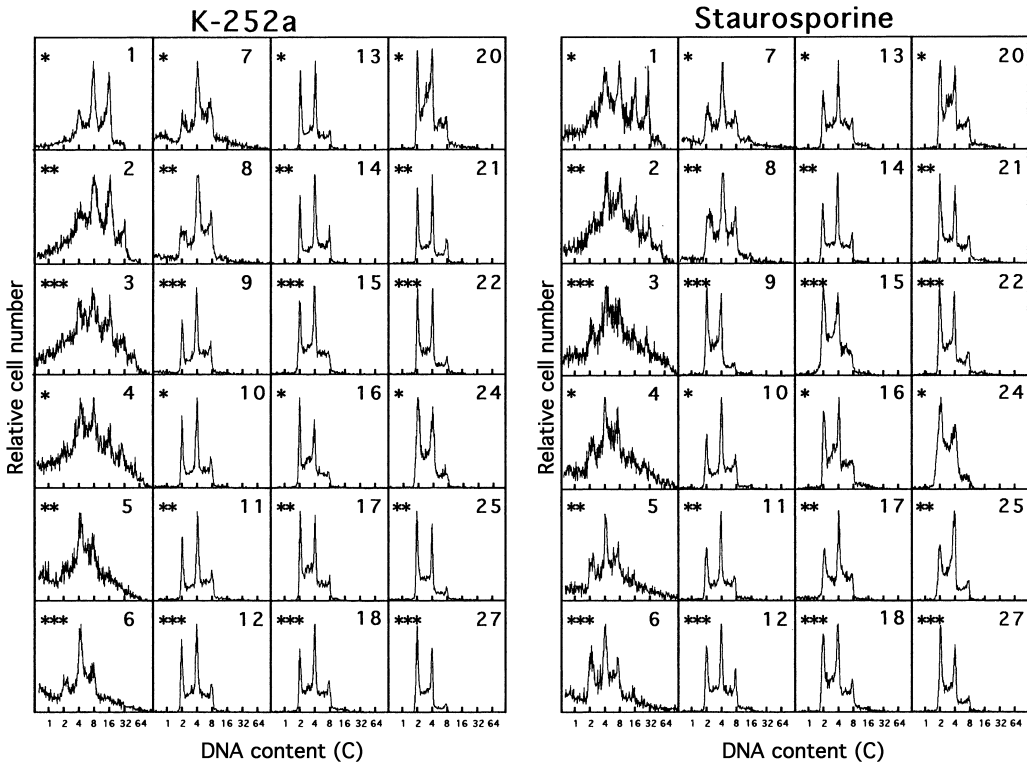 K-252a Staurosporine
* 1 * 7 * 13 * 20 * 1 * 7 * 13 * 20
** 2 ** 8 ** 14 ** 21 ** 2 ** 8 ** 14 ** 21
*** 3 *** 9 *** 15 *** 22 *** 3 *** 9 *** 15 *** 22
* 4 * 10 * 16 * 24 * 4 * 10 * 16 * 24
** 5 ** 11 ** 17 ** 25 ** 5 ** 11 ** 17 ** 25
*** 6 *** 12 *** 18 *** 27 *** 6 *** 12 *** 18 *** 27
Relative cell number Relative cell number
1 2 4 8 16 32 64 1 2 4 8 16 32 64 1 2 4 8 16 32 64 1 2 4 8 16 32 64 1 2 4 8 16 32 64 1 2 4 8 16 32 64 1 2 4 8 16 32 64 1 2 4 8 16 32 64
DNA content (C) DNA content (C)